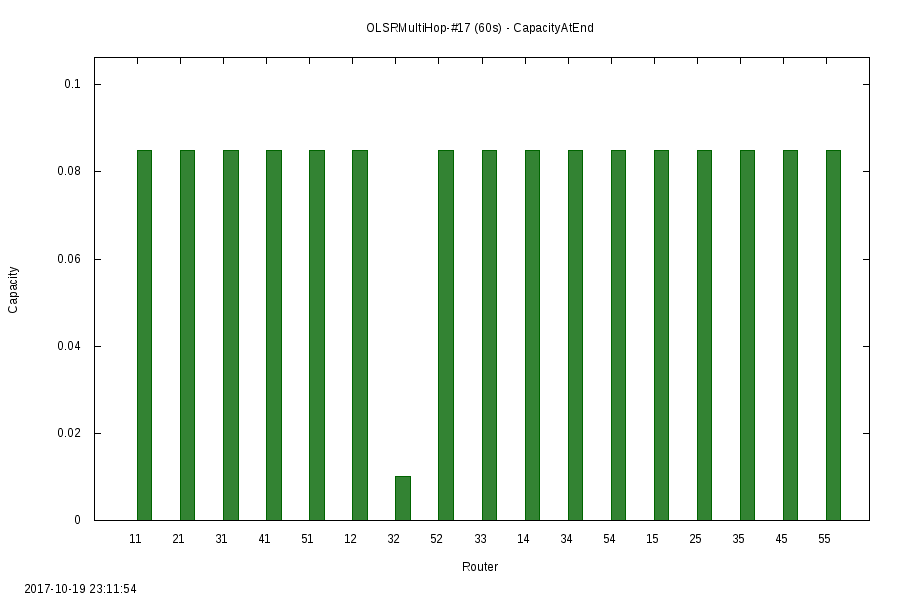 OLSRMultiHop-#17 (60s) - CapacityAtEnd
0.1
0.08
0.06
0.04
0.02
0
Capacity
11 21 31 41 51 12 32 52 33 14 34 54 15 25 35 45 55
Router
2017-10-19 23:11:54